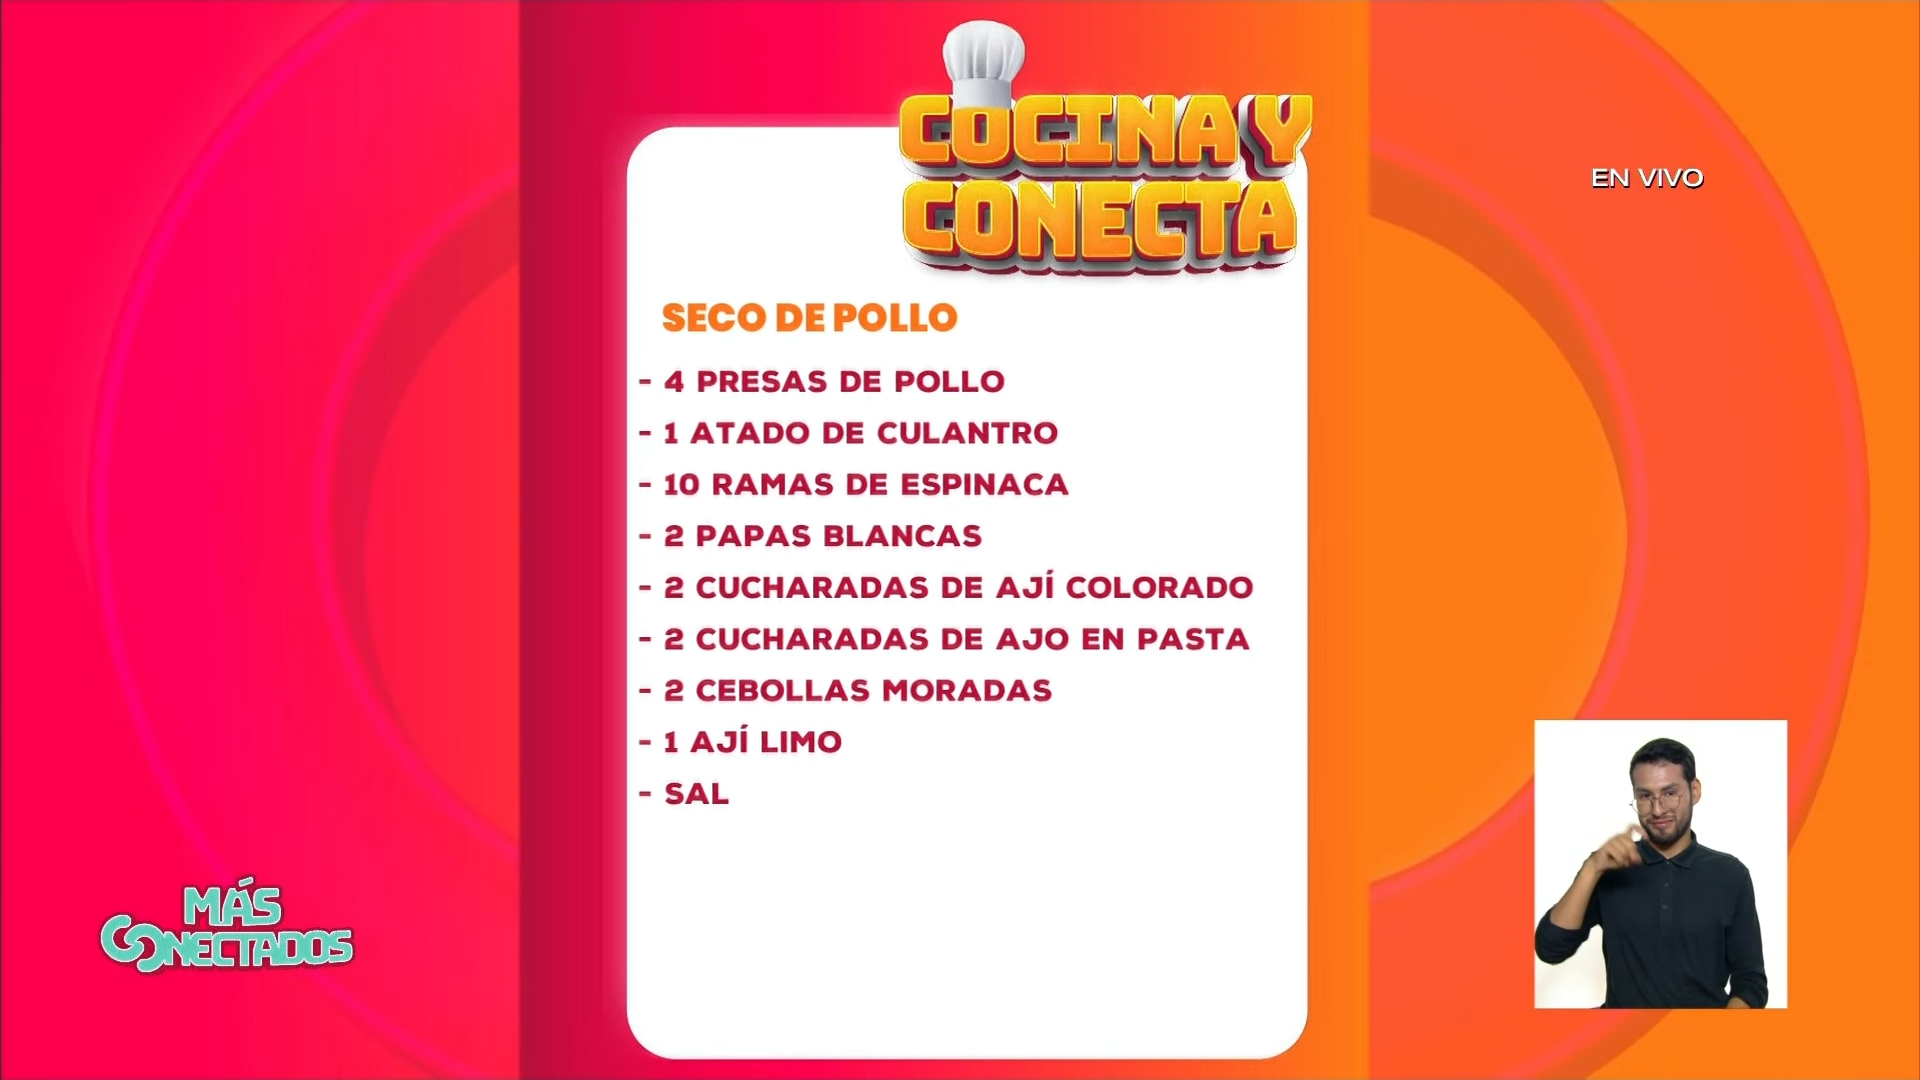 COCINA Y
CONECTA
EN VIVO
SECO DE POLLO
- 4 PRESAS DE POLLO
- 1 ATADO DE CULANTRO
- 10 RAMAS DE ESPINACA
- 2 PAPAS BLANCAS
- 2 CUCHARADAS DE AJÍ COLORADO
- 2 CUCHARADAS DE AJO EN PASTA
- 2 CEBOLLAS MORADAS
- 1 AJÍ LIMO
- SAL
MÁS
CONECTADOS